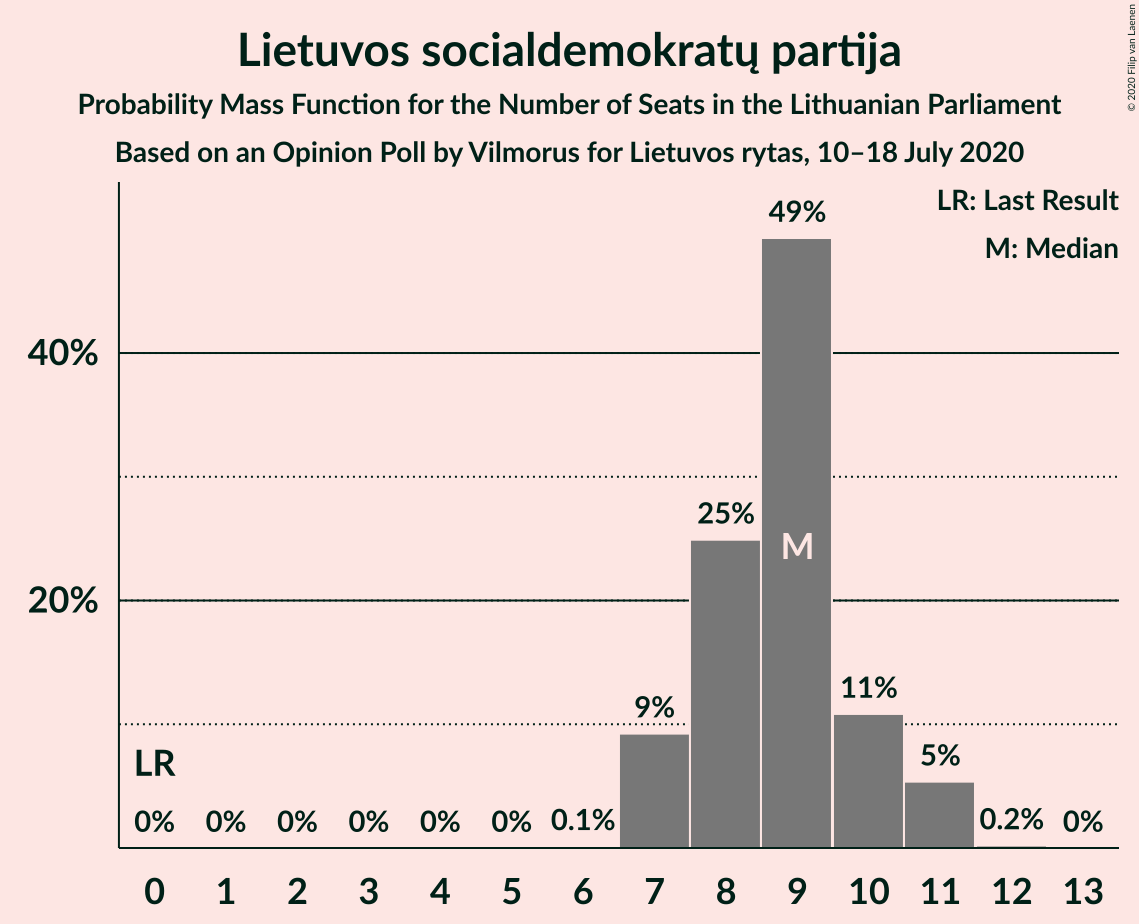 Lietuvos socialdemokratų partija
Probability Mass Function for the Number of Seats in the Lithuanian Parliament
Based on an Opinion Poll by Vilmorus for Lietuvos rytas, 10–18 July 2020
© 2020 Filip van Laenen
LR: Last Result
M: Median
49%
40%
25%
M
20%
11%
9%
5%
LR
0% 0% 0% 0% 0% 0% 0.1% 0.2% 0%
0 1 2 3 4 5 6 7 8 9 10 11 12 13